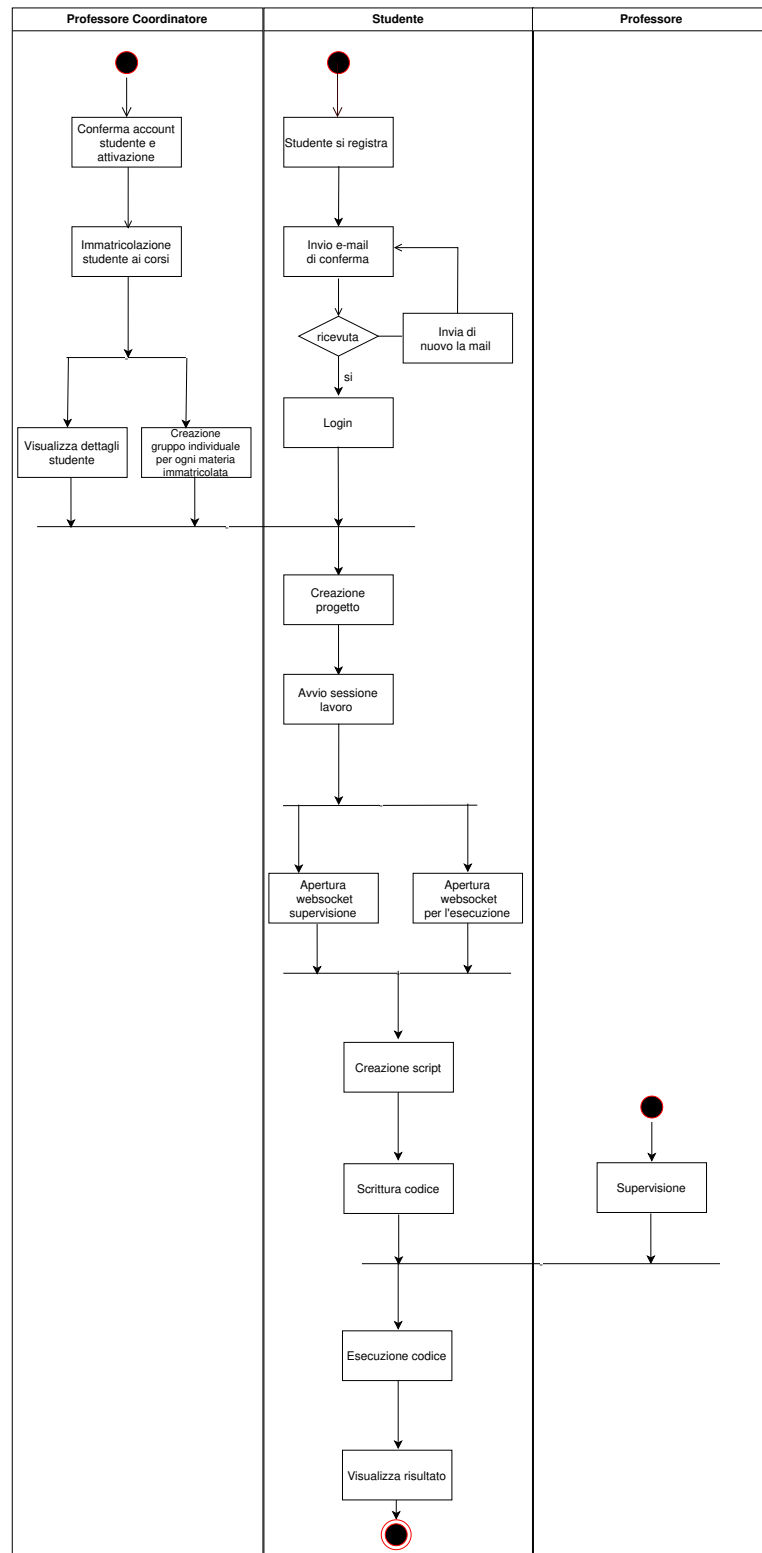 Professore Coordinatore
Studente
Professore
Conferma account
studente e
attivazione
Studente si registra
Immatricolazione
studente ai corsi
Invio e-mail
di conferma
ricevuta
Invia di
nuovo la mail
si
Visualizza dettagli
studente
Creazione
gruppo individuale
per ogni materia
immatricolata
Login
Creazione
progetto
Avvio sessione
lavoro
Apertura
websocket
supervisione
Apertura
websocket
per l'esecuzione
Creazione script
Scrittura codice
Supervisione
Esecuzione codice
Visualizza risultato